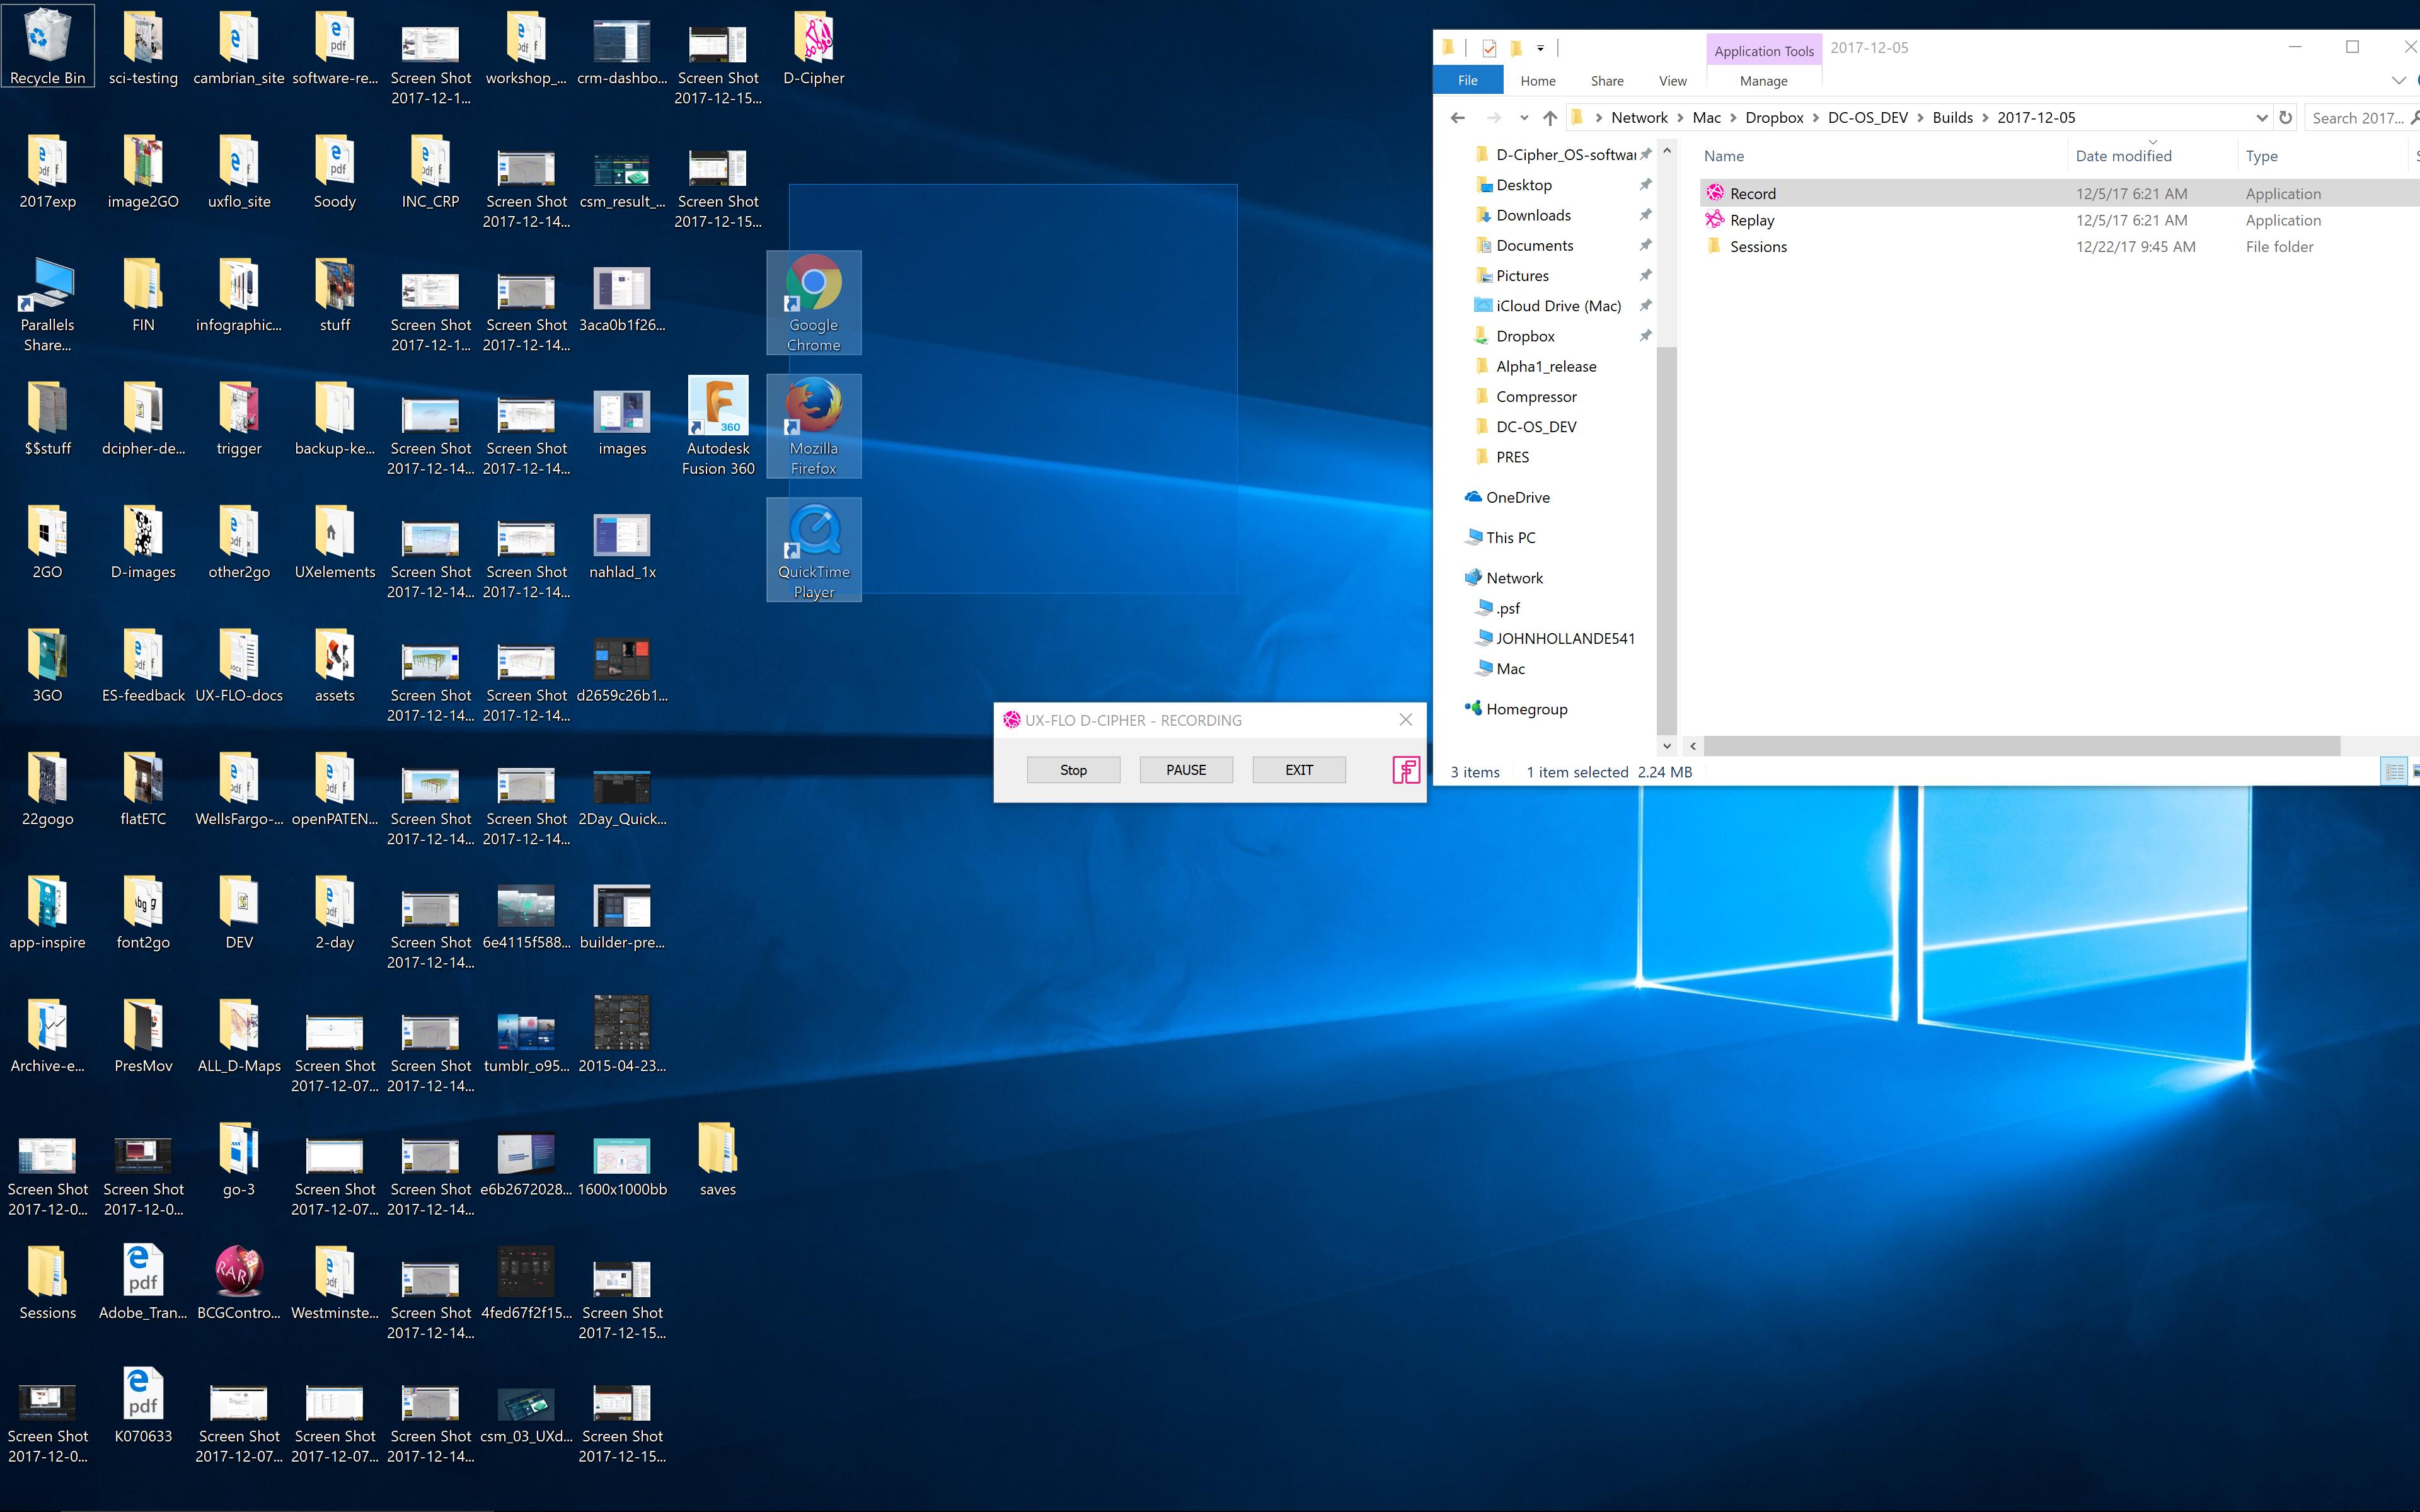 Recycle Bin
sci-testing
cambrian_site
software-re...
Screen Shot
2017-12-1...
workshop_...
crm-dashbo...
Screen Shot
2017-12-15...
D-Cipher
2017exp
image2GO
uxflo_site
Soody
INC_CRP
Screen Shot
2017-12-14...
csm_result_...
Screen Shot
2017-12-15...
Parallels
Share...
FIN
infographic...
stuff
Screen Shot
2017-12-1...
Screen Shot
2017-12-14...
3aca0b1f26...
Google
Chrome
$$stuff
dcipher-de...
trigger
backup-ke...
Screen Shot
2017-12-14...
Screen Shot
2017-12-14...
images
360
Autodesk
Fusion 360
Mozilla
Firefox
2GO
D-images
other2go
UXelements
Screen Shot
2017-12-14...
Screen Shot
2017-12-14...
nahlad_1x
QuickTime
Player
3GO
ES-feedback
UX-FLO-docs
assets
Screen Shot
2017-12-14...
Screen Shot
2017-12-14...
d2659c26b1...
22gogo
flatETC
WellsFargo-...
openPATEN...
Screen Shot
2017-12-14...
Screen Shot
2017-12-14...
2Day_Quick...
app-inspire
font2go
DEV
2-day
Screen Shot
2017-12-14...
6e4115f588...
builder-pre...
Archive-e...
PresMov
ALL_D-Maps
Screen Shot
2017-12-07...
Screen Shot
2017-12-14...
tumblr_o95...
2015-04-23...
Screen Shot
2017-12-0...
Screen Shot
2017-12-0...
go-3
Screen Shot
2017-12-07...
Screen Shot
2017-12-14...
e6b2672028...
1600x1000bb
saves
Sessions
pdf
Adobe_Tran...
RAR
BCGContro...
Westminste...
Screen Shot
2017-12-14...
4fed67f2f15...
Screen Shot
2017-12-15...
Screen Shot
2017-12-0...
pdf
K070633
Screen Shot
2017-12-07...
Screen Shot
2017-12-07...
Screen Shot
2017-12-14...
csm_03_UXd...
Screen Shot
2017-12-15...
UX-FLO D-CIPHER - RECORDING
Stop PAUSE EXIT
Application Tools 2017-12-05
File Home Share View Manage
Network Mac Dropbox DC-OS_DEV Builds 2017-12-05 Search 2017...
D-Cipher_OS-softwar
Desktop
Downloads
Documents
Pictures
iCloud Drive (Mac)
Dropbox
Alpha1_release
Compressor
DC-OS_DEV
PRES
OneDrive
This PC
Network
.psf
JOHNHOLLANDE541
Mac
Homegroup
Name Date modified Type
Record 12/5/17 6:21 AM Application
Replay 12/5/17 6:21 AM Application
Sessions 12/22/17 9:45 AM File folder
3 items 1 item selected 2.24 MB